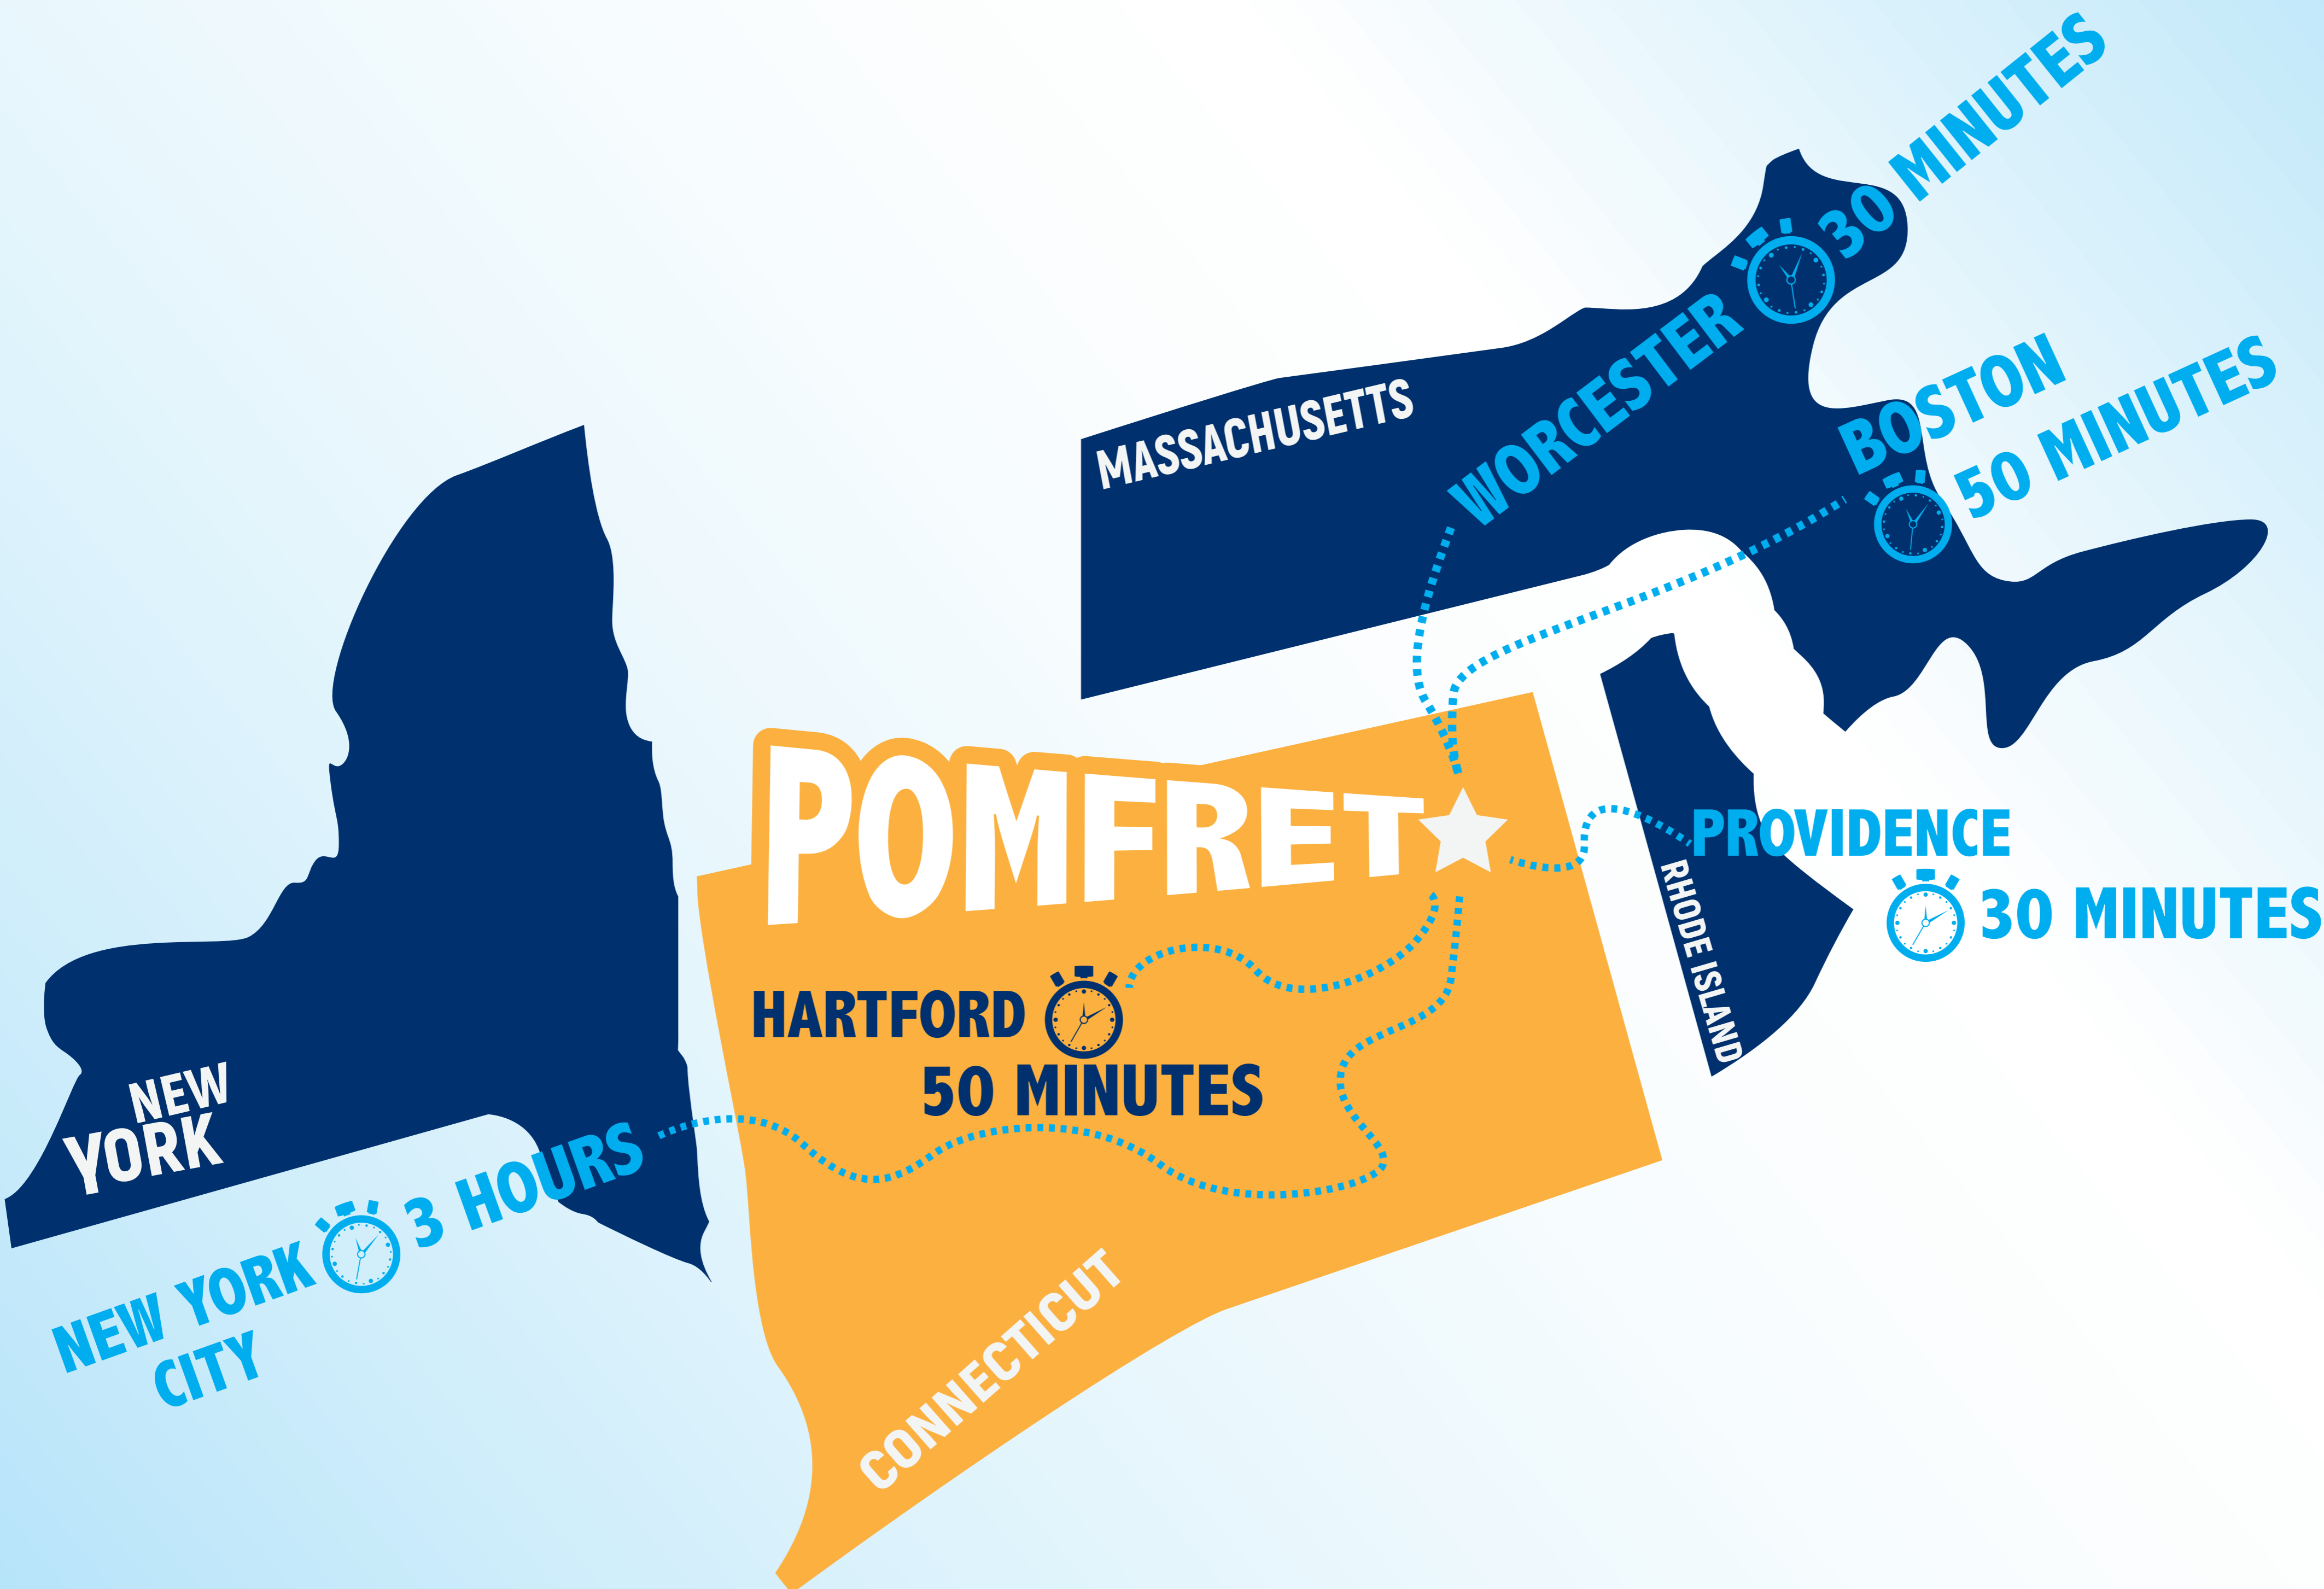 30 MINUTES
WORCESTER
MASSACHUSETTS
BOSTON
50 MINUTES
POMFRET
PROVIDENCE
30 MINUTES
RHODE ISLAND
HARTFORD
50 MINUTES
NEW
YORK
3 HOURS
NEW YORK
CITY
CONNECTICUT